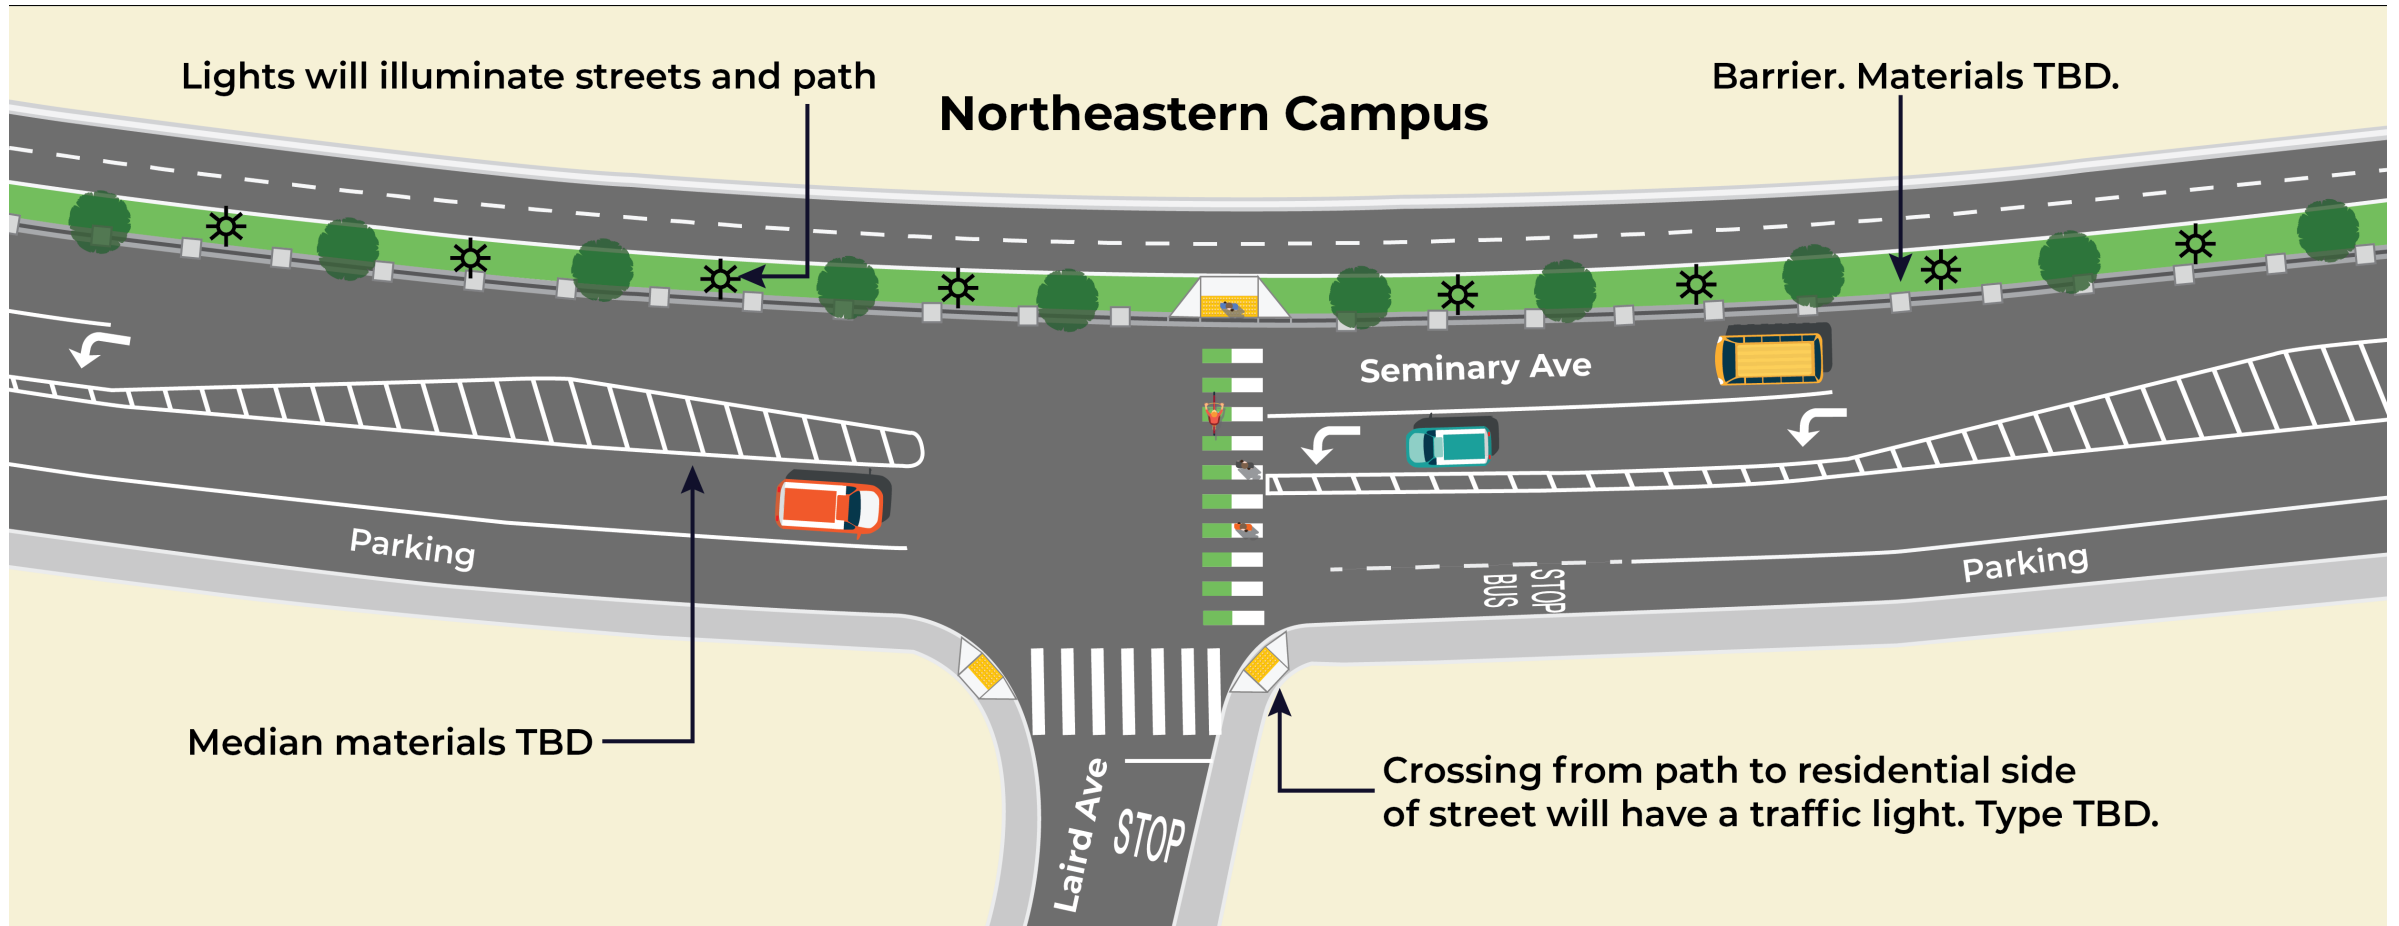 Lights will illuminate streets and path
Barrier. Materials TBD.
Northeastern Campus
Seminary Ave
Parking
STOP
BUS
Parking
Median materials TBD
Crossing from path to residential side
of street will have a traffic light. Type TBD.
Laird Ave
STOP